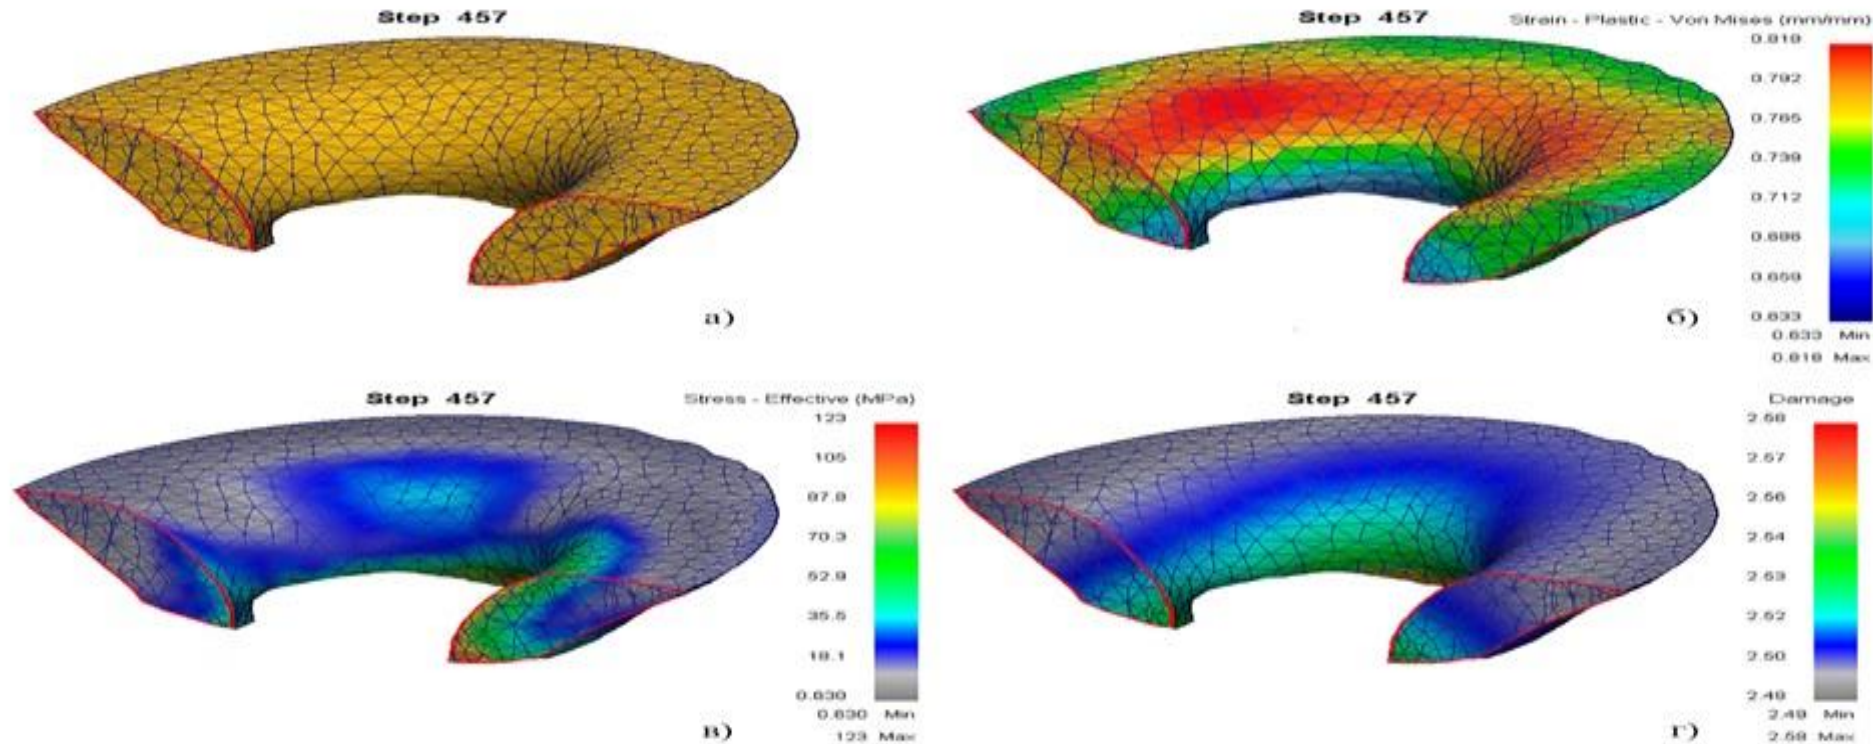 Step 457
Step 457
Strain - Plastic - Von Mises (mm/mm)
0.818
0.792
0.765
0.739
0.712
0.686
0.659
0.633
0.633 Min
0.818 Max
а)
б)
Step 457
Stress - Effective (MPa)
123
105
87.8
70.3
52.9
35.5
18.1
0.630
0.630 Min
123 Max
в)
Step 457
Damage
2.58
2.57
2.56
2.54
2.53
2.52
2.50
2.49
2.49 Min
2.58 Max
г)